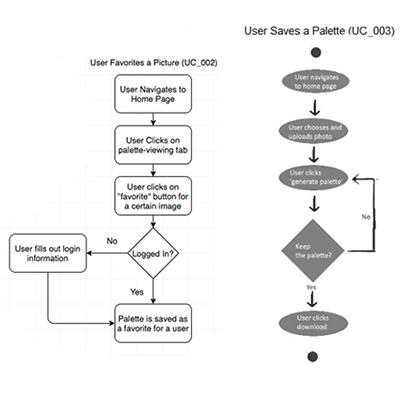 User Favorites a Picture (UC_002)
User Navigates to
Home Page
User Clicks on
palette-viewing tab
User clicks on
"favorite" button for
a certain image
Logged In?
No
User fills out login
information
Yes
Palette is saved as
a favorite for a user
User Saves a Palette (UC_003)
User navigates
to home page
User chooses and
uploads photo
User clicks
'generate palette'
No
Keep
the palette?
Yes
User clicks
download